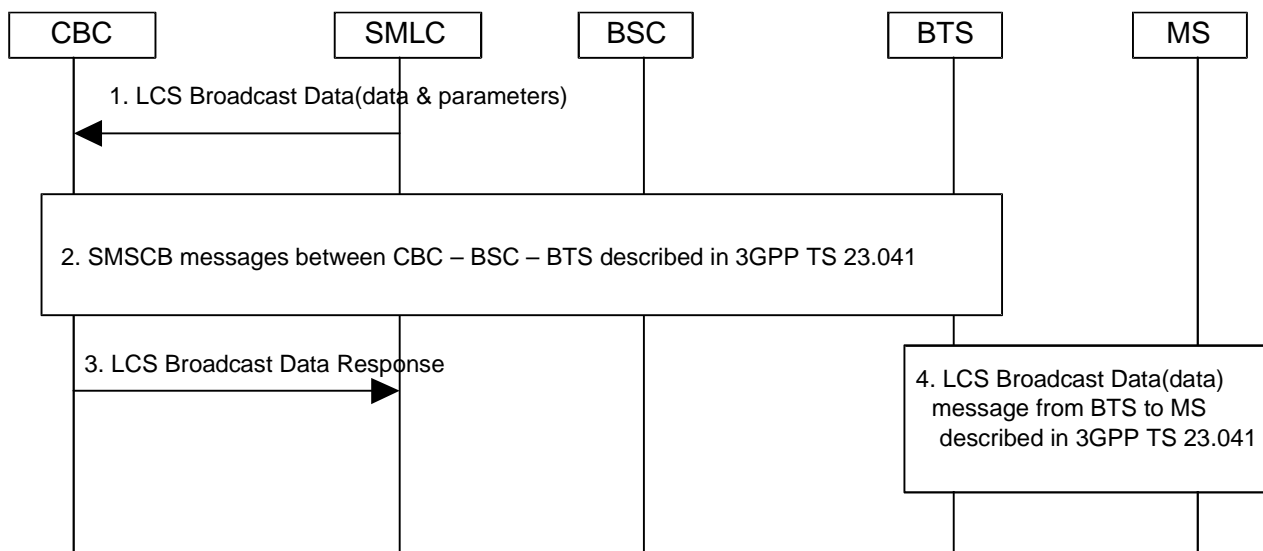 CBC
SMLC
BSC
BTS
MS
1. LCS Broadcast Data(data & parameters)
2. SMSCB messages between CBC – BSC – BTS described in 3GPP TS 23.041
3. LCS Broadcast Data Response
4. LCS Broadcast Data(data)
message from BTS to MS
described in 3GPP TS 23.041